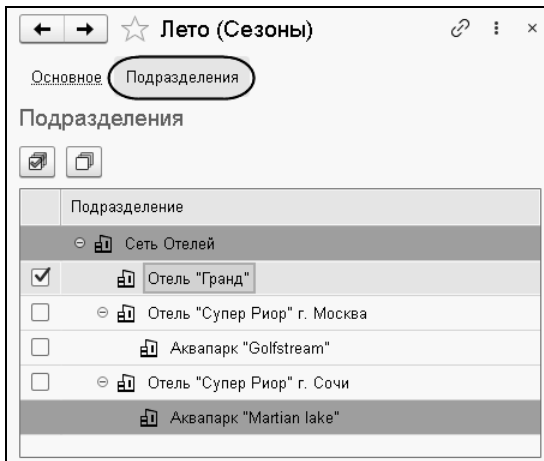 Лето (Сезоны)
Основное Подразделения
Подразделения
Подразделение
Сеть Отелей
Отель "Гранд"
Отель "Супер Риор" г. Москва
Аквапарк "Golfstream"
Отель "Супер Риор" г. Сочи
Аквапарк "Martian lake"